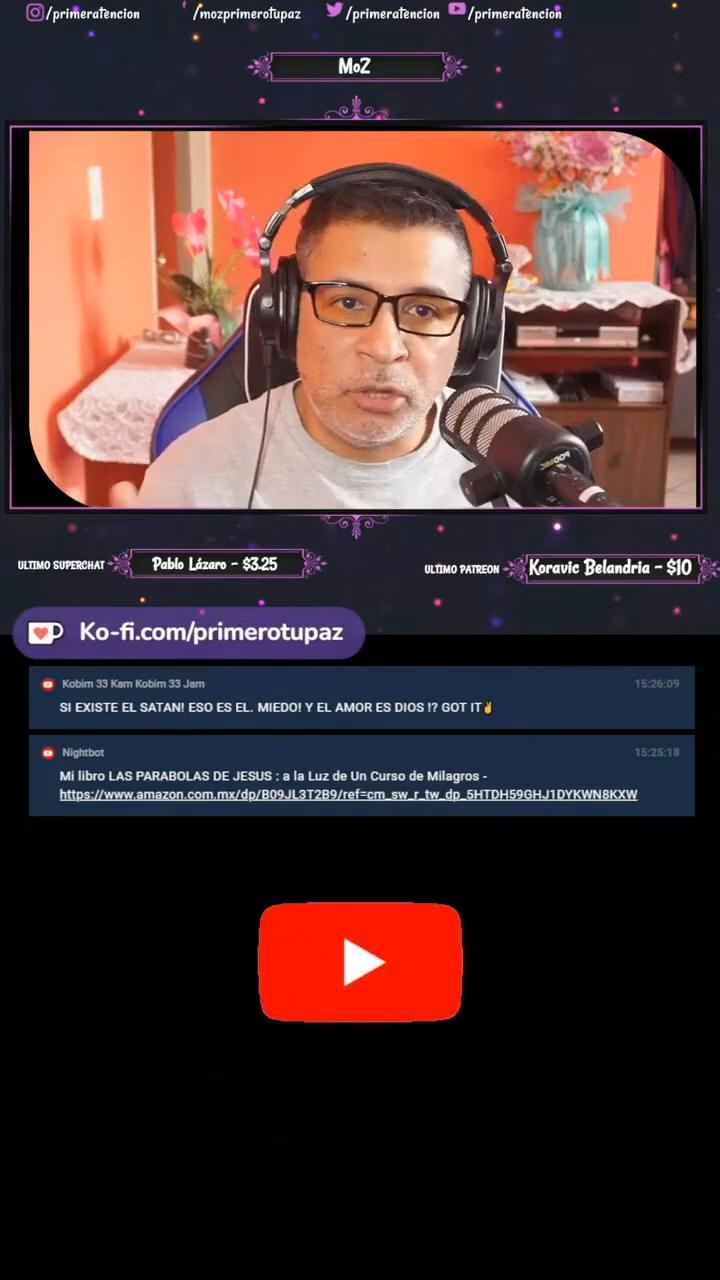 /primeratencion
/mozprimerotupaz
/primeratencion
/primeratencion
MoZ
ULTIMO SUPERCHAT
Pablo Lázaro - $3.25
ULTIMO PATREON
Koravic Belandria - $10
Ko-fi.com/primerotupaz
Kobim 33 Kam Kobim 33 Jam
15:26:09
SI EXISTE EL SATAN! ESO ES EL. MIEDO! Y EL AMOR ES DIOS !? GOT IT✌
Nightbot
15:25:18
Mi libro LAS PARABOLAS DE JESUS : a la Luz de Un Curso de Milagros -
https://www.amazon.com.mx/dp/B09JL3T2B9/ref=cm_sw_r_tw_dp_5HTDH59GHJ1DYKWN8KXW